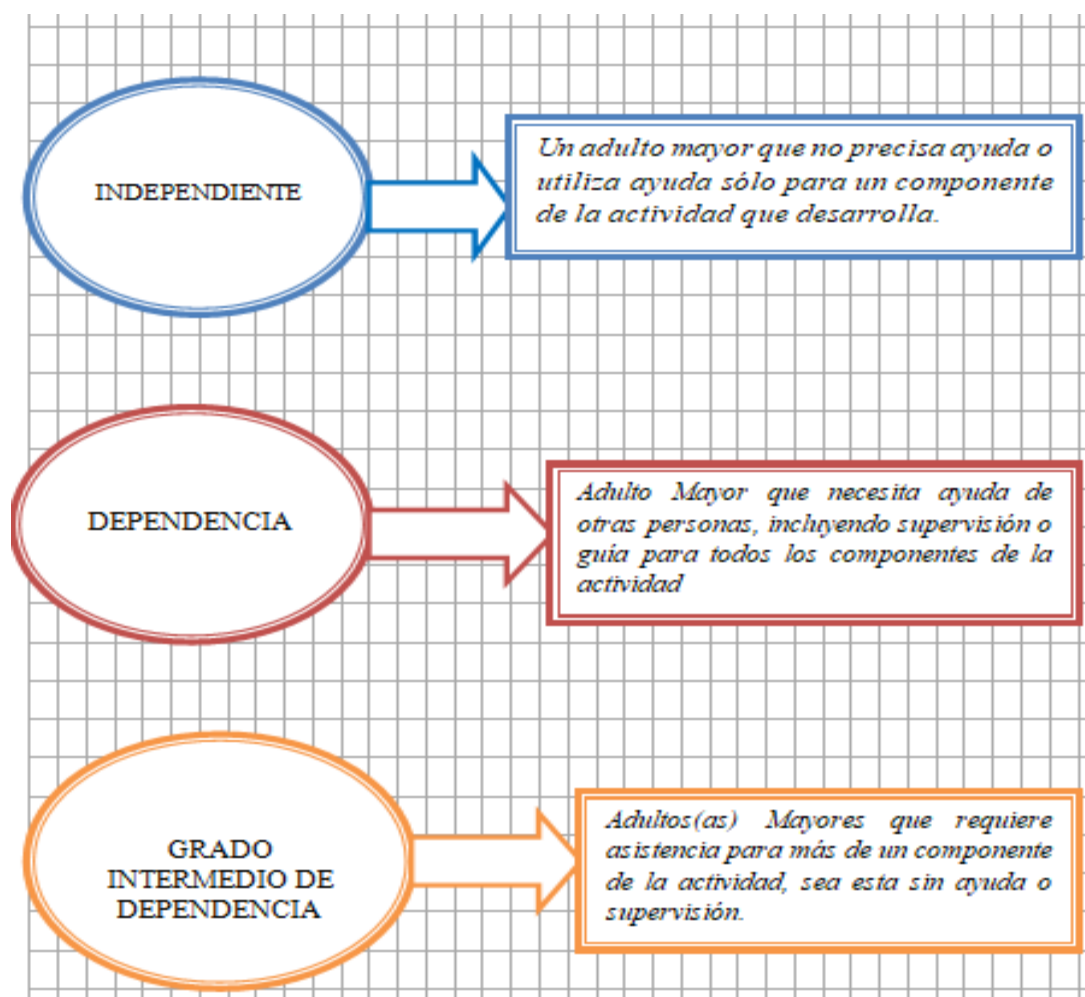 INDEPENDIENTE
Un adulto mayor que no precisa ayuda o
utiliza ayuda sólo para un componente
de la actividad que desarrolla.
DEPENDENCIA
Adulto Mayor que necesita ayuda de
otras personas, incluyendo supervisión o
guía para todos los componentes de la
actividad
GRADO
INTERMEDIO DE
DEPENDENCIA
Adultos(as) Mayores que requiere
asistencia para más de un componente
de la actividad, sea esta sin ayuda o
supervisión.